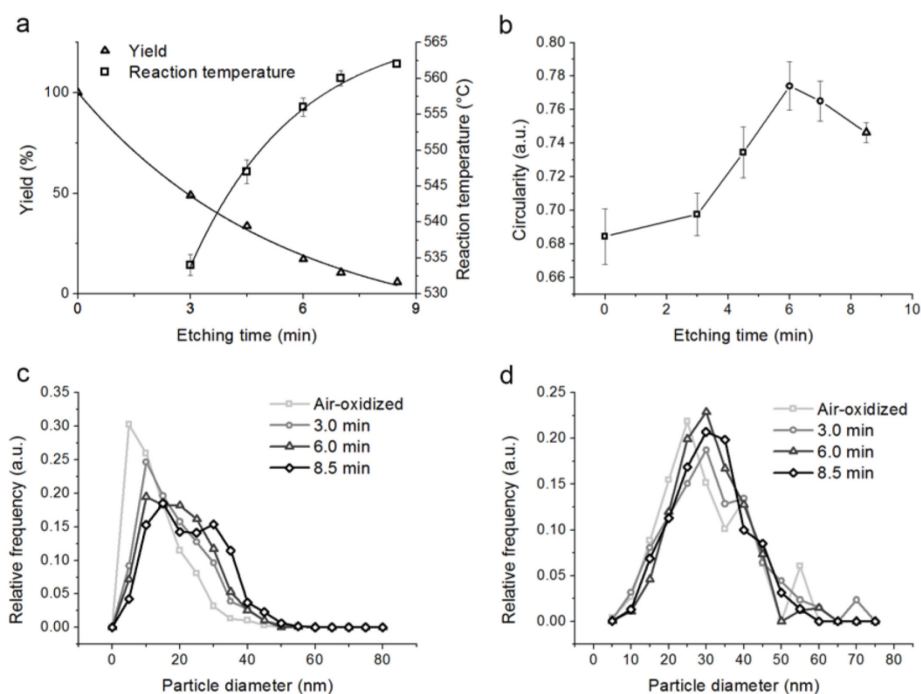 a
Yield
Reaction temperature
100
50
0
Yield (%)
565
560
555
550
545
540
535
530
Reaction temperature (°C)
0
3
6
9
Etching time (min)
b
0.80
0.78
0.76
0.74
0.72
0.70
0.68
0.66
Circularity (a.u.)
0
2
4
6
8
10
Etching time (min)
c
0.35
0.30
0.25
0.20
0.15
0.10
0.05
0.00
Relative frequency (a.u.)
Air-oxidized
3.0 min
6.0 min
8.5 min
0
20
40
60
80
Particle diameter (nm)
d
0.25
0.20
0.15
0.10
0.05
0.00
Relative frequency (a.u.)
Air-oxidized
3.0 min
6.0 min
8.5 min
0
10
20
30
40
50
60
70
80
Particle diameter (nm)